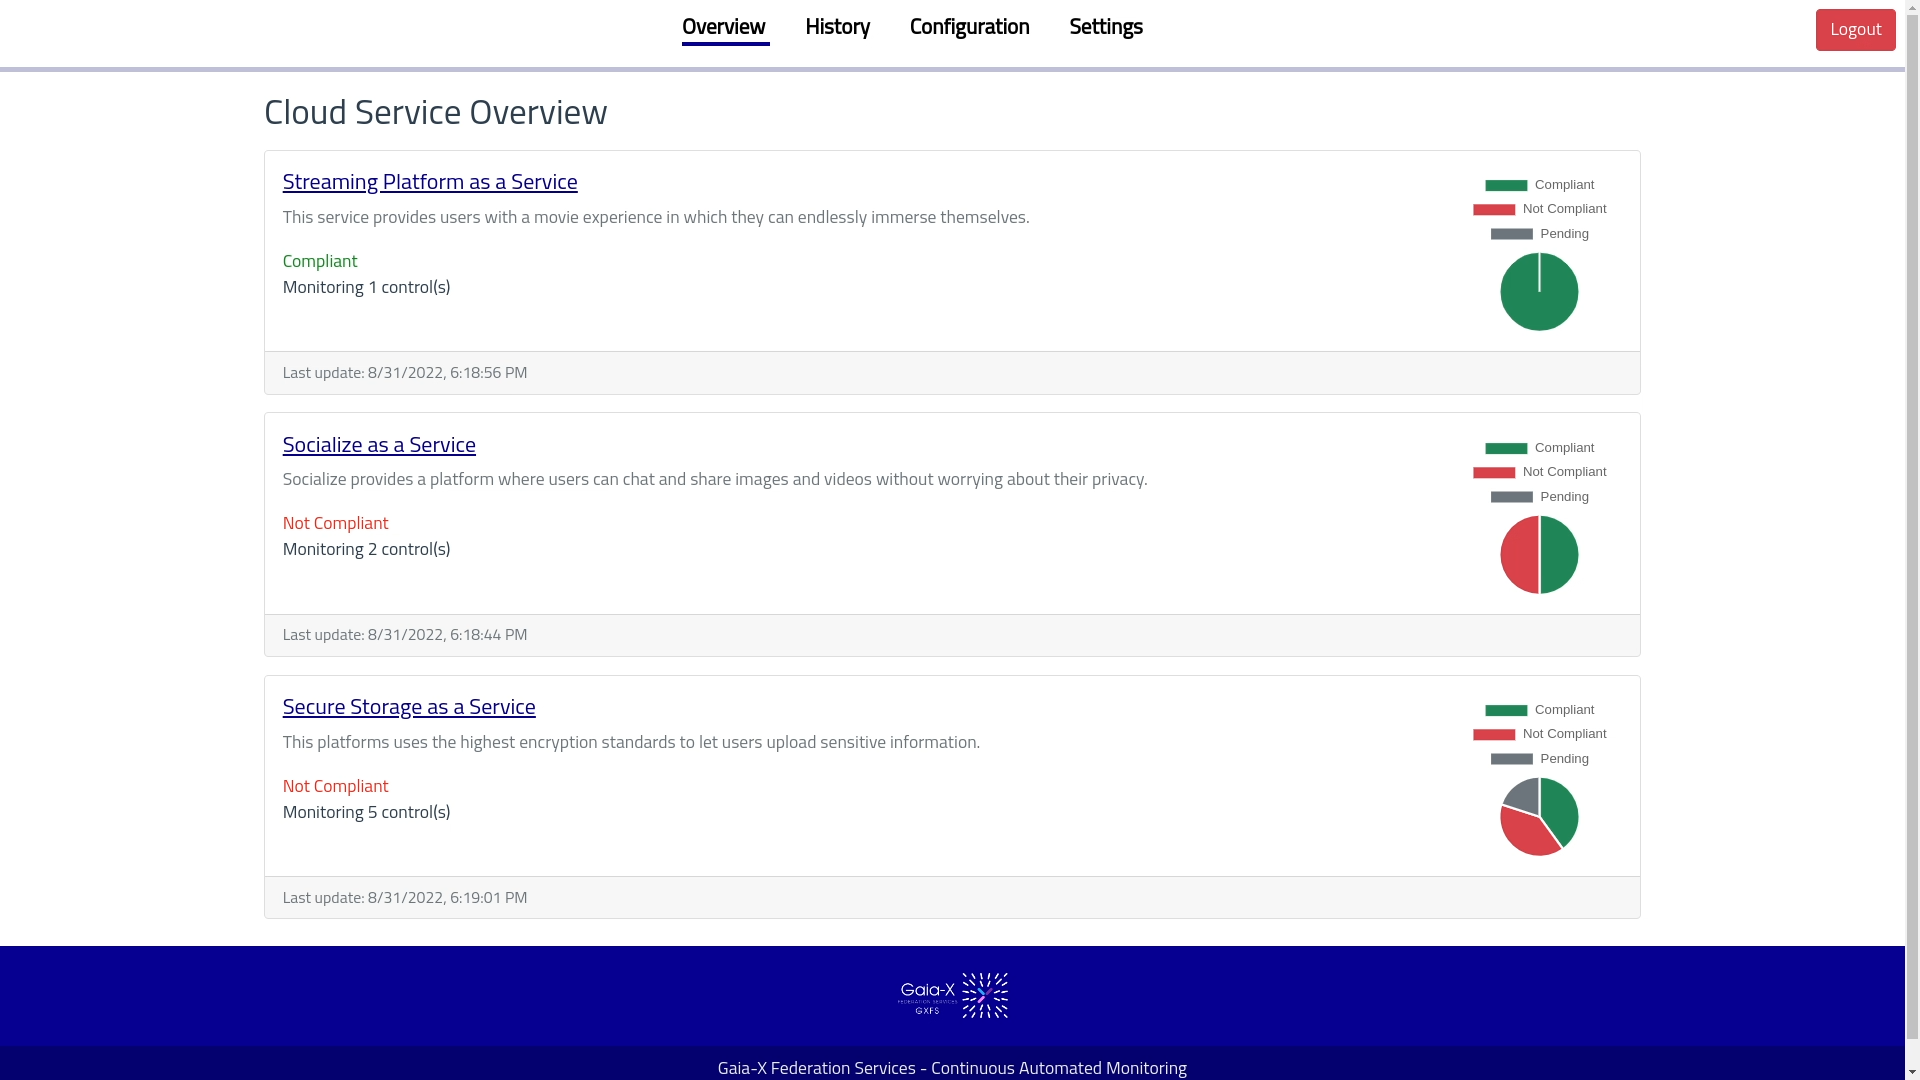 Overview History Configuration Settings Logout
Cloud Service Overview
Streaming Platform as a Service
This service provides users with a movie experience in which they can endlessly immerse themselves.
Compliant
Monitoring 1 control(s)
Compliant
Not Compliant
Pending
Last update: 8/31/2022, 6:18:56 PM
Socialize as a Service
Socialize provides a platform where users can chat and share images and videos without worrying about their privacy.
Not Compliant
Monitoring 2 control(s)
Compliant
Not Compliant
Pending
Last update: 8/31/2022, 6:18:44 PM
Secure Storage as a Service
This platforms uses the highest encryption standards to let users upload sensitive information.
Not Compliant
Monitoring 5 control(s)
Compliant
Not Compliant
Pending
Last update: 8/31/2022, 6:19:01 PM
Gaia-X
FEDERATION SERVICES
GXFS
Gaia-X Federation Services - Continuous Automated Monitoring